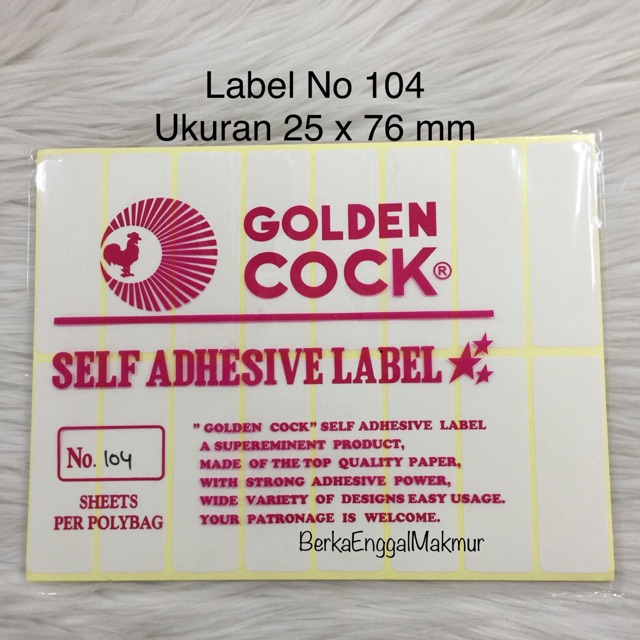 Label No 104
Ukuran 25 x 76 mm
GOLDEN
COCK®
SELF ADHESIVE LABEL
No. 104
SHEETS
PER POLYBAG
" GOLDEN COCK" SELF ADHESIVE LABEL
A SUPEREMINENT PRODUCT,
MADE OF THE TOP QUALITY PAPER,
WITH STRONG ADHESIVE POWER,
WIDE VARIETY OF DESIGNS EASY USAGE.
YOUR PATRONAGE IS WELCOME.
BerkaEnggalMakmur